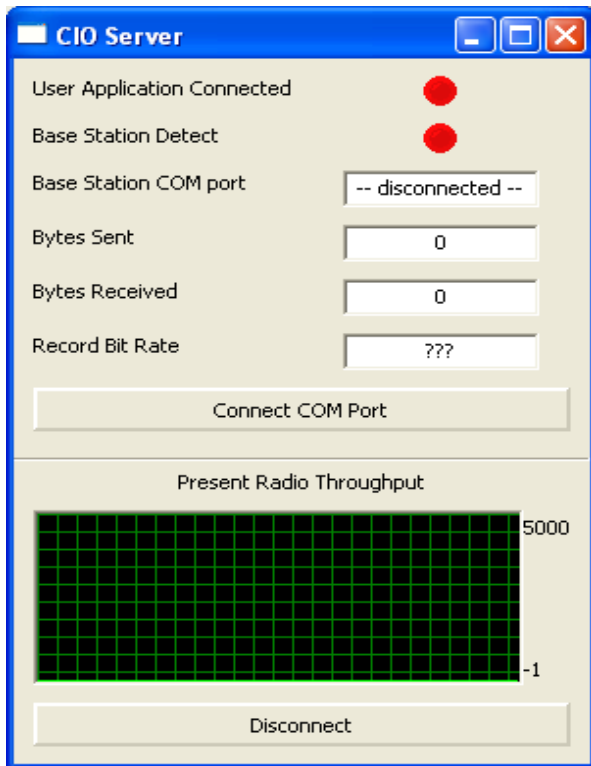 CIO Server
User Application Connected
Base Station Detect
Base Station COM port -- disconnected --
Bytes Sent 0
Bytes Received 0
Record Bit Rate ???
Connect COM Port
Present Radio Throughput
5000
-1
Disconnect